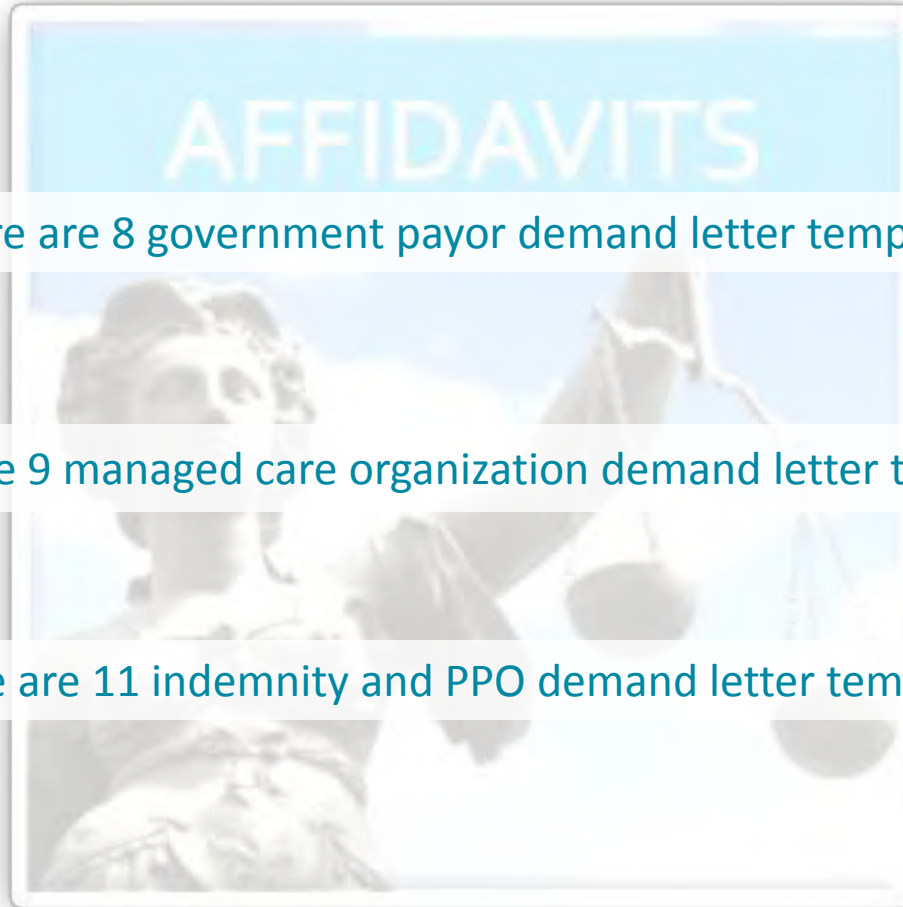 AFFIDAVITS
re are 8 government payor demand letter temp
e 9 managed care organization demand letter t
e are 11 indemnity and PPO demand letter tem